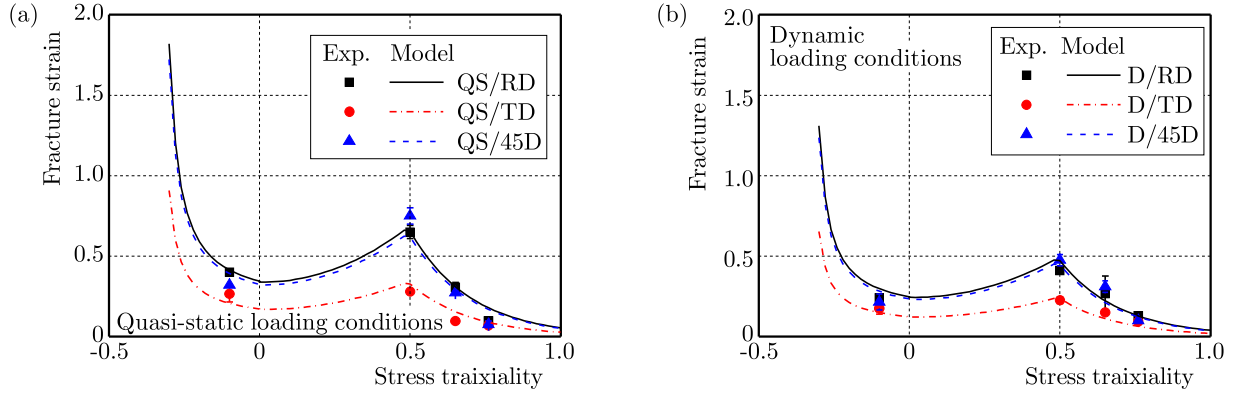 (a)
Fracture strain
2.0
1.5
1.0
0.5
0
-0.5
0
0.5
1.0
Stress traixiality
Exp. Model
QS/RD
QS/TD
QS/45D
Quasi-static loading conditions
(b)
Fracture strain
2.0
1.5
1.0
0.5
0
-0.5
0
0.5
1.0
Stress traixiality
Dynamic
loading conditions
Exp. Model
D/RD
D/TD
D/45D